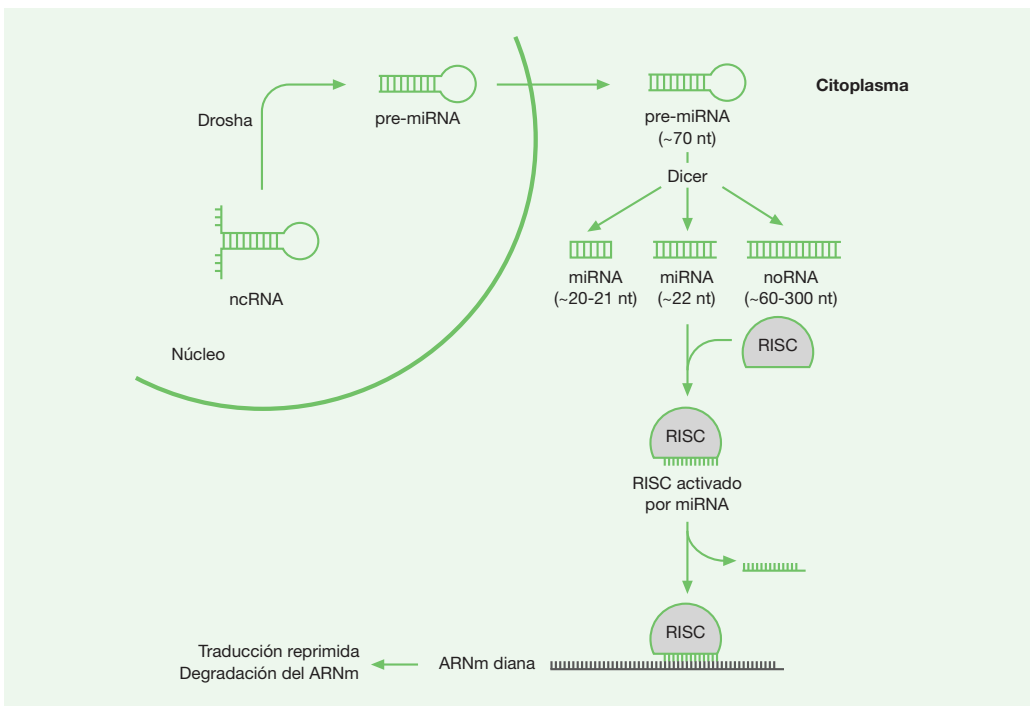 Citoplasma
Drosha
pre-miRNA
pre-miRNA
(~70 nt)
Dicer
ncRNA
miRNA
(~20-21 nt)
miRNA
(~22 nt)
noRNA
(~60-300 nt)
Núcleo
RISC
RISC
RISC activado
por miRNA
RISC
Traducción reprimida
Degradación del ARNm
ARNm diana